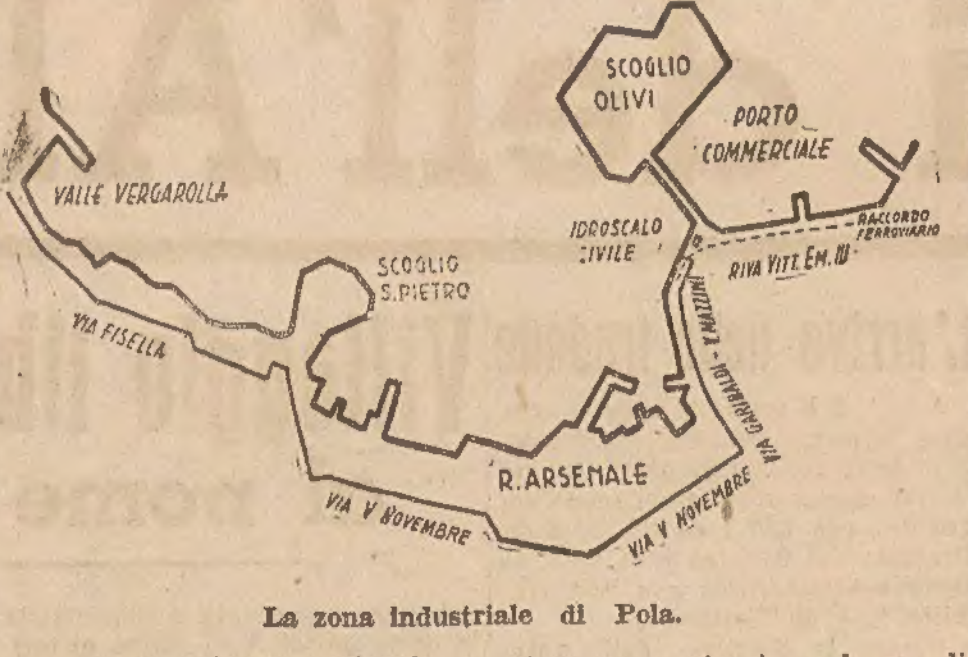 SCOGLIO
OLIVI
PORTO
COMMERCIALE
VALLE VERGAROLLA
IDROSCALO
CIVILE
RACCORDO
FERROVIARIO
RIVA VITT. EM. III
SCOGLIO
S. PIETRO
VIA FISELLA
VIA GARIBALDI -
R. ARSENALE
VIA V NOVEMBRE
VIA V NOVEMBRE
La zona industriale di Pola.